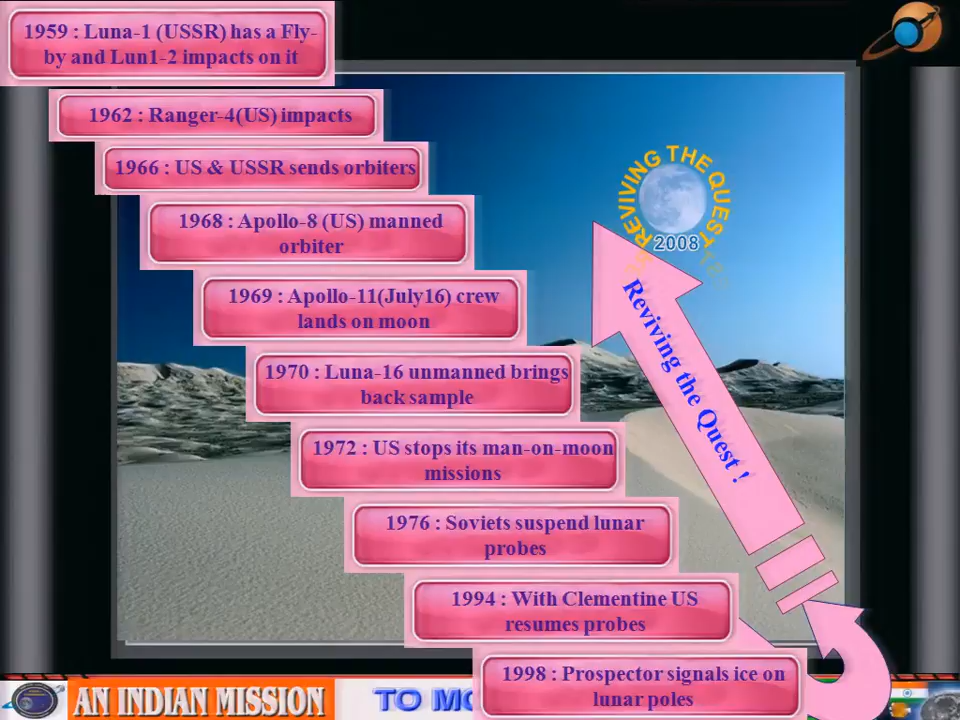 1959 : Luna-1 (USSR) has a Fly-
by and Lun1-2 impacts on it
1962 : Ranger-4(US) impacts
1966 : US & USSR sends orbiters
1968 : Apollo-8 (US) manned
orbiter
1969 : Apollo-11(July16) crew
lands on moon
1970 : Luna-16 unmanned brings
back sample
1972 : US stops its man-on-moon
missions
1976 : Soviets suspend lunar
probes
1994 : With Clementine US
resumes probes
1998 : Prospector signals ice on
lunar poles
REVIVING THE QUEST
2008
Reviving the Quest !
AN INDIAN MISSION
TO